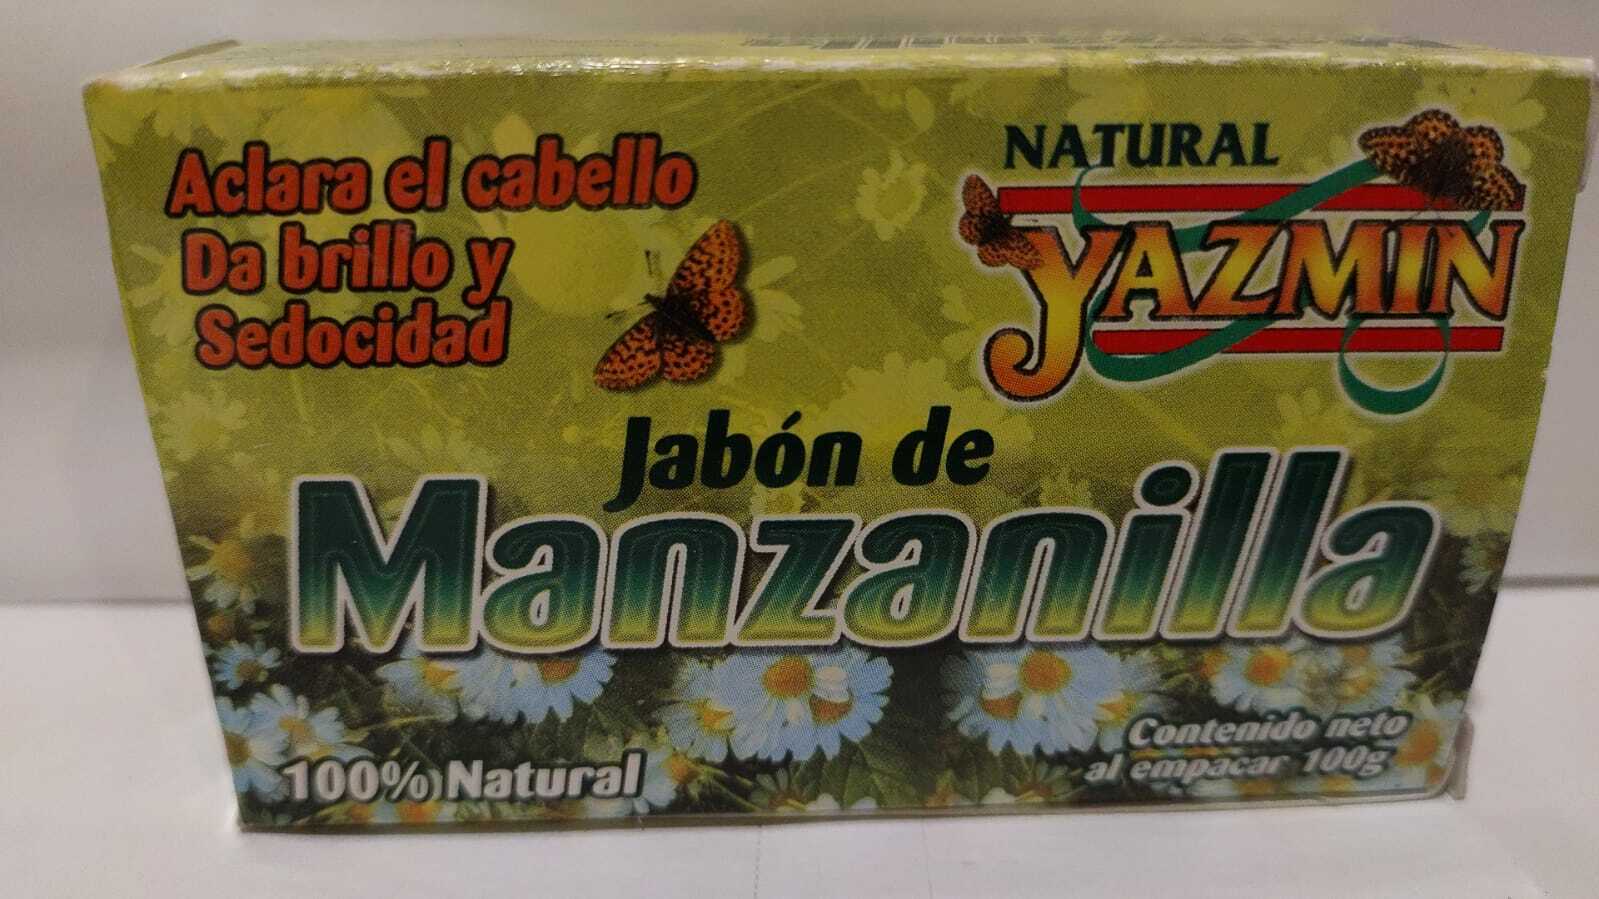 Aclara el cabello
Da brillo y
Sedocidad
NATURAL
YAZMIN
Jabón de
Manzanilla
100% Natural
Contenido neto
al empacar 100g